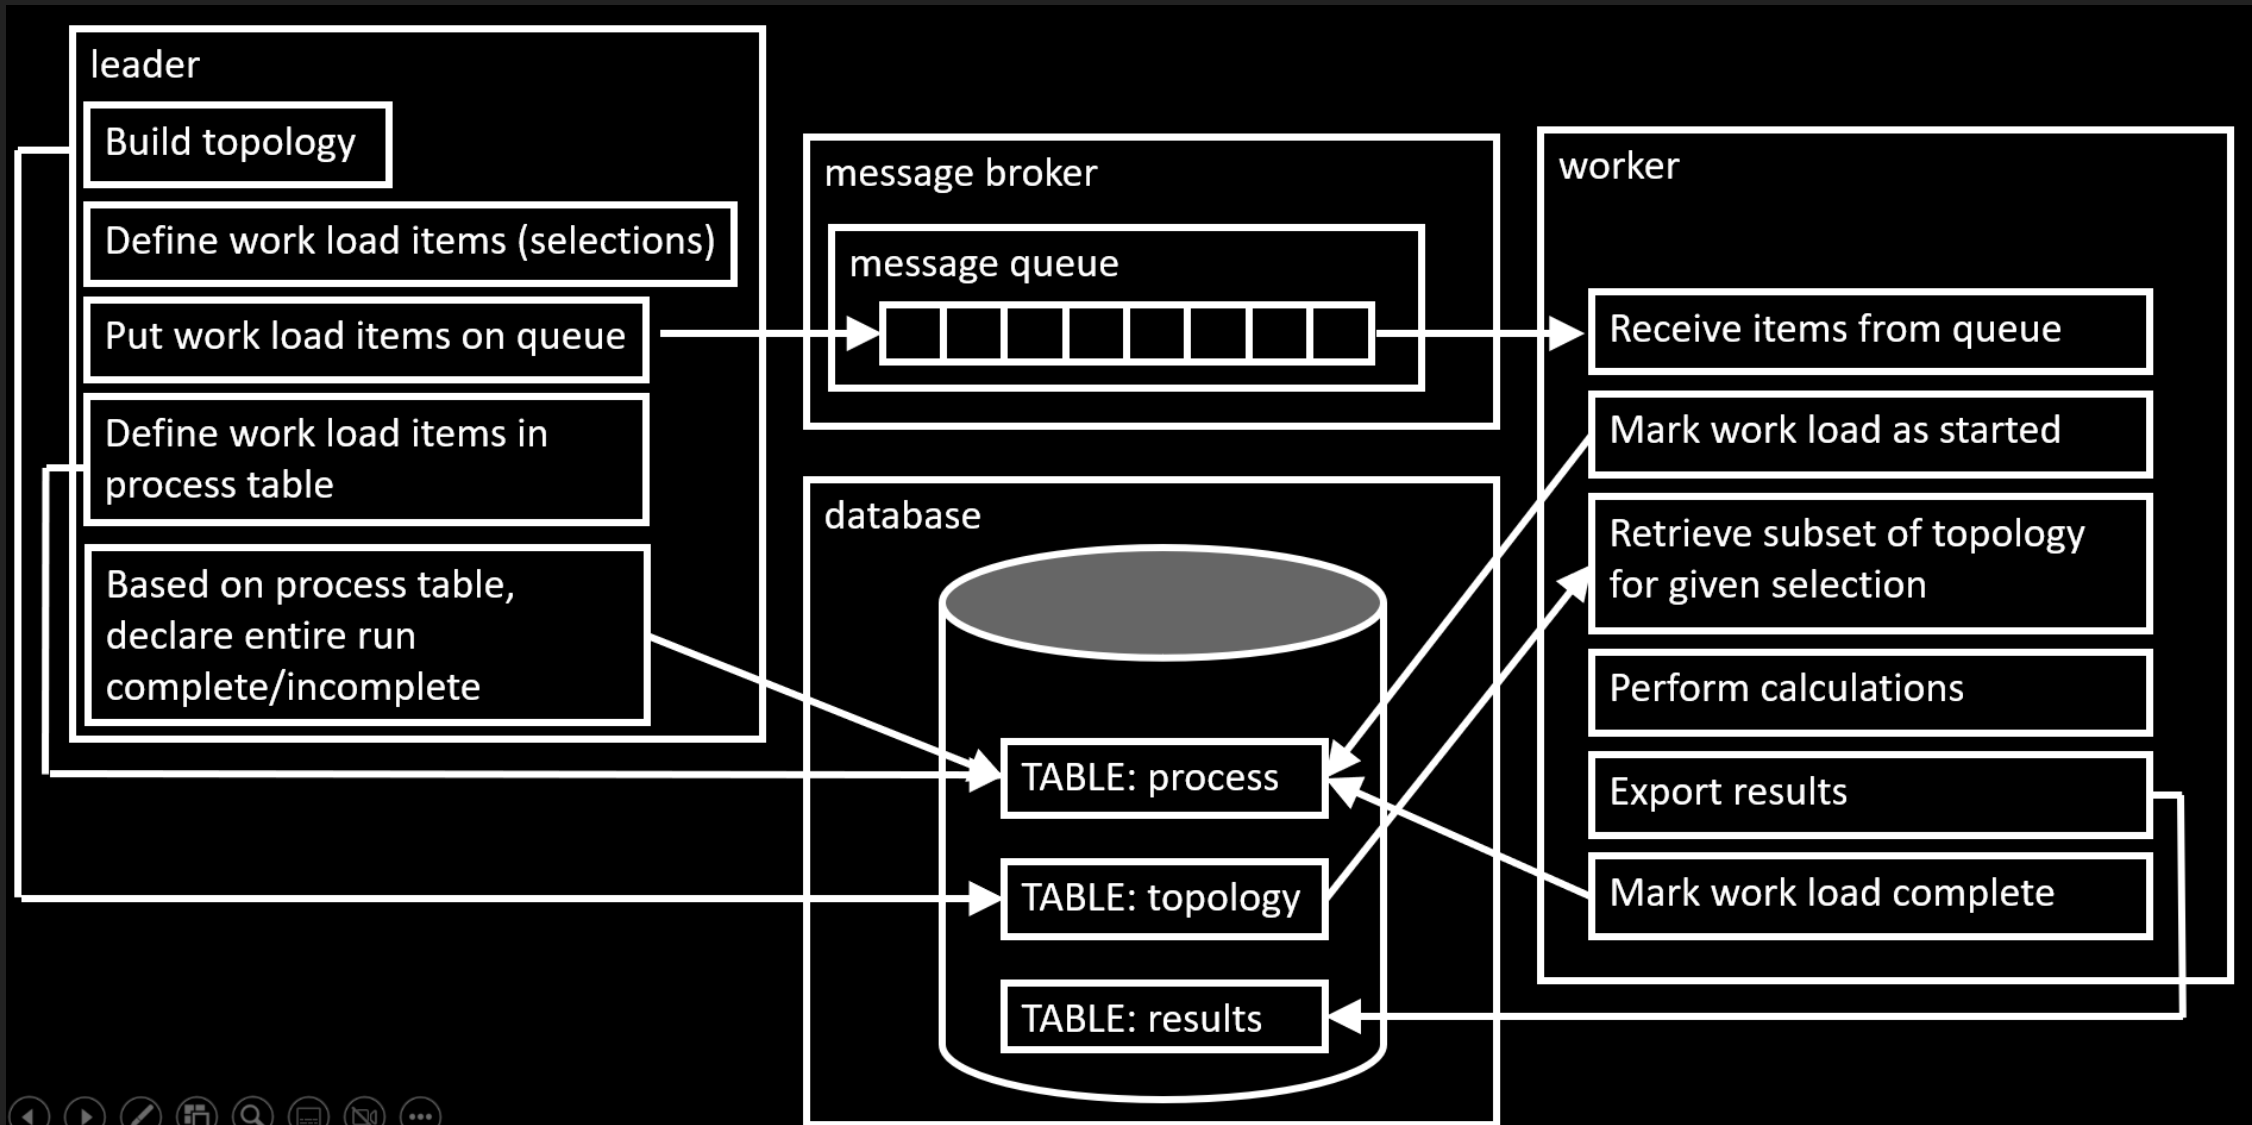 leader
Build topology
Define work load items (selections)
Put work load items on queue
Define work load items in
process table
Based on process table,
declare entire run
complete/incomplete
message broker
message queue
database
TABLE: process
TABLE: topology
TABLE: results
worker
Receive items from queue
Mark work load as started
Retrieve subset of topology
for given selection
Perform calculations
Export results
Mark work load complete